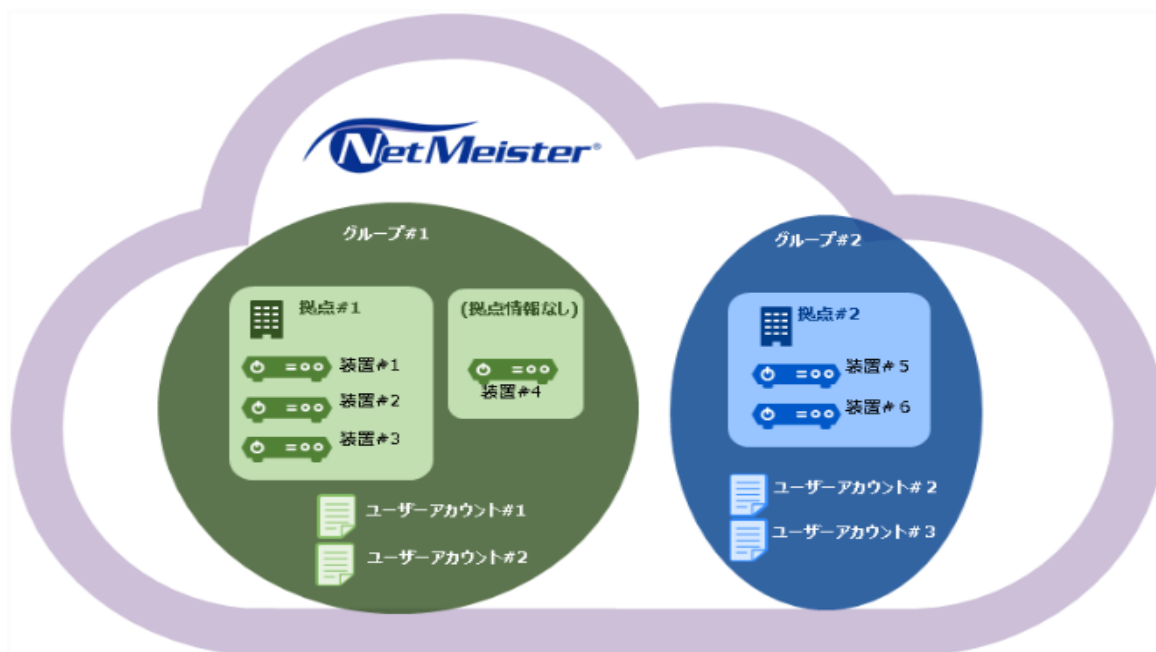 NetMeister®
グループ#1
拠点#1
装置#1
装置#2
装置#3
(拠点情報なし)
装置#4
ユーザーアカウント#1
ユーザーアカウント#2
グループ#2
拠点#2
装置#５
装置#６
ユーザーアカウント#２
ユーザーアカウント#３